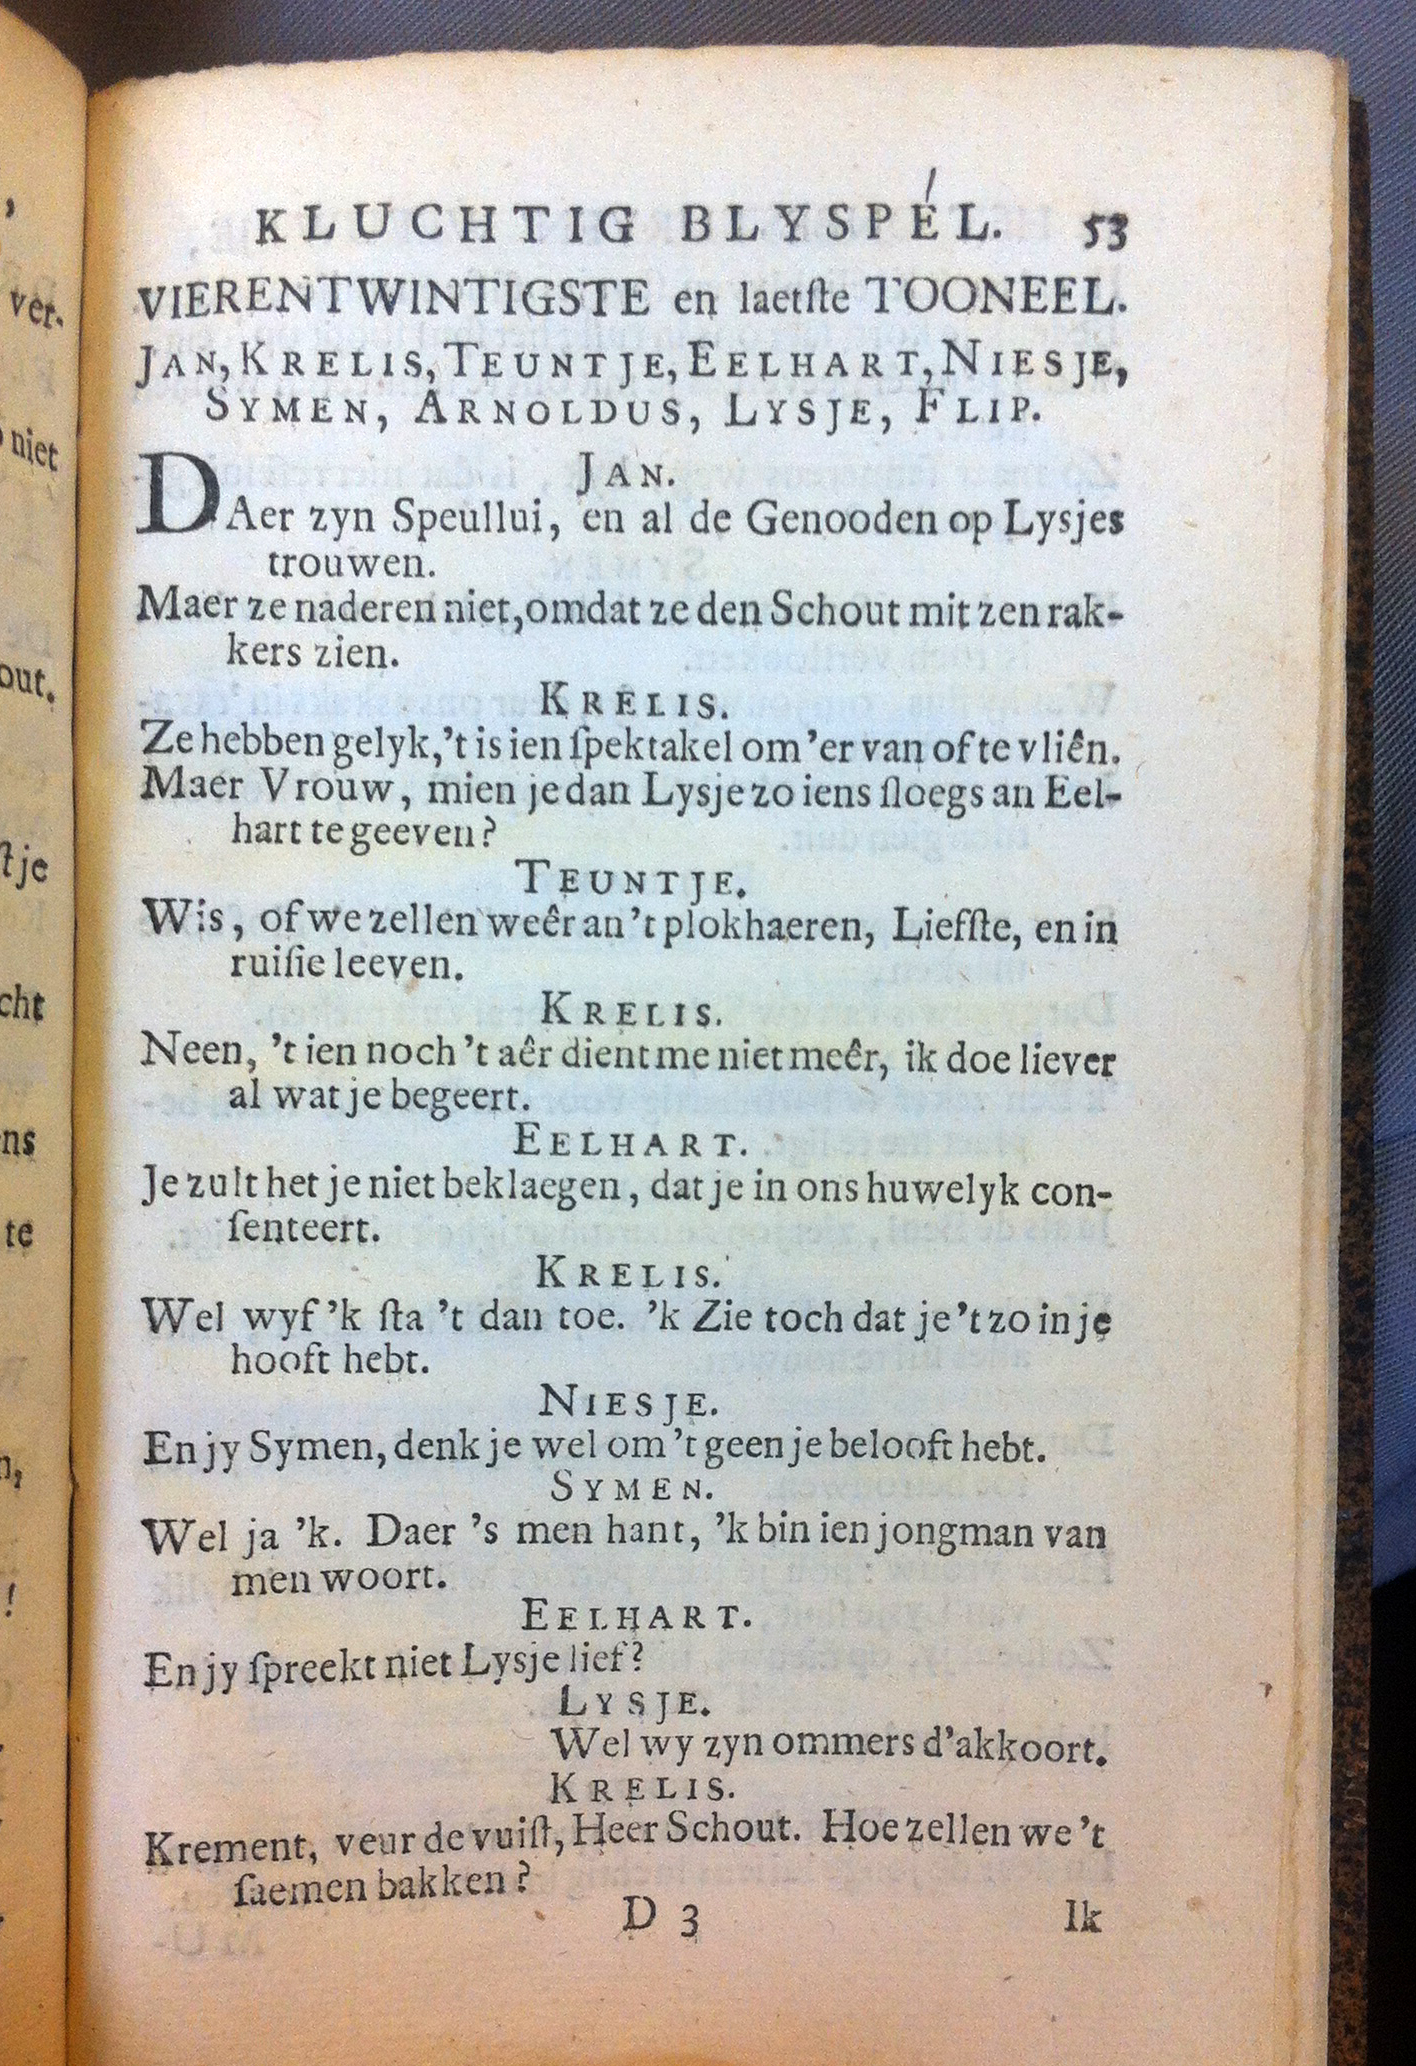 KLUCHTIG BLYSPEL. 53
VIERENTWINTIGSTE en laetſte TOONEEL.
JAN, KRELIS, TEUNTJE, EELHART, NIESJE,
SYMEN, ARNOLDUS, LYSJE, FLIP.
JAN.
DAer zyn Speullui, en al de Genooden op Lysjes
trouwen.
Maer ze naderen niet, omdat ze den Schout mit zen rak-
kers zien.
KRELIS.
Ze hebben gelyk, 't is ien ſpektakel om 'er van of te vliên.
Maer Vrouw, mien je dan Lysje zo iens ſloegs an Eel-
hart te geeven?
TEUNTJE.
Wis, of we zellen weêr an 't plokhaeren, Liefſte, en in
ruiſie leeven.
KRELIS.
Neen, 't ien noch 't aêr dient me niet meêr, ik doe liever
al wat je begeert.
EELHART.
Je zult het je niet beklaegen, dat je in ons huwelyk con-
ſenteert.
KRELIS.
Wel wyf 'k ſta 't dan toe. 'k Zie toch dat je 't zo in je
hooft hebt.
NIESJE.
En jy Symen, denk je wel om 't geen je belooft hebt.
SYMEN.
Wel ja 'k. Daer 's men hant, 'k bin ien jongman van
men woort.
EELHART.
En jy ſpreekt niet Lysje lief?
LYSJE.
Wel wy zyn ommers d'akkoort.
KRELIS.
Krement, veur de vuiſt, Heer Schout. Hoe zellen we 't
ſaemen bakken?
D 3 Ik